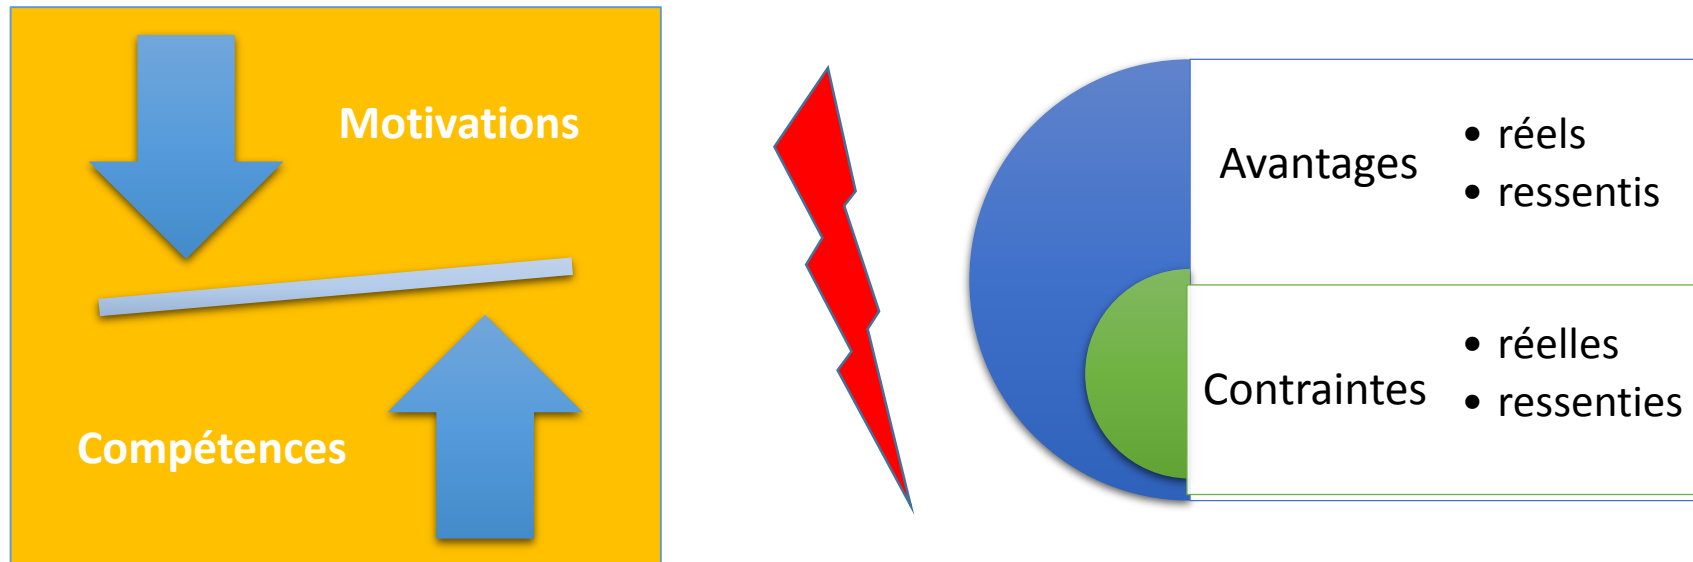 Motivations
Compétences
Avantages
• réels
• ressentis
Contraintes
• réelles
• ressenties